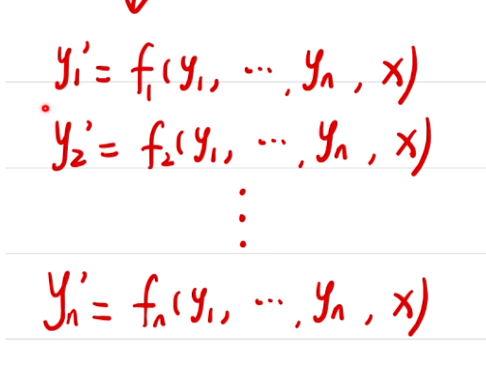 y₁' = f₁(y₁, ⋯, yₙ, x)
y₂' = f₂(y₁, ⋯, yₙ, x)
⋮
yₙ' = fₙ(y₁, ⋯, yₙ, x)